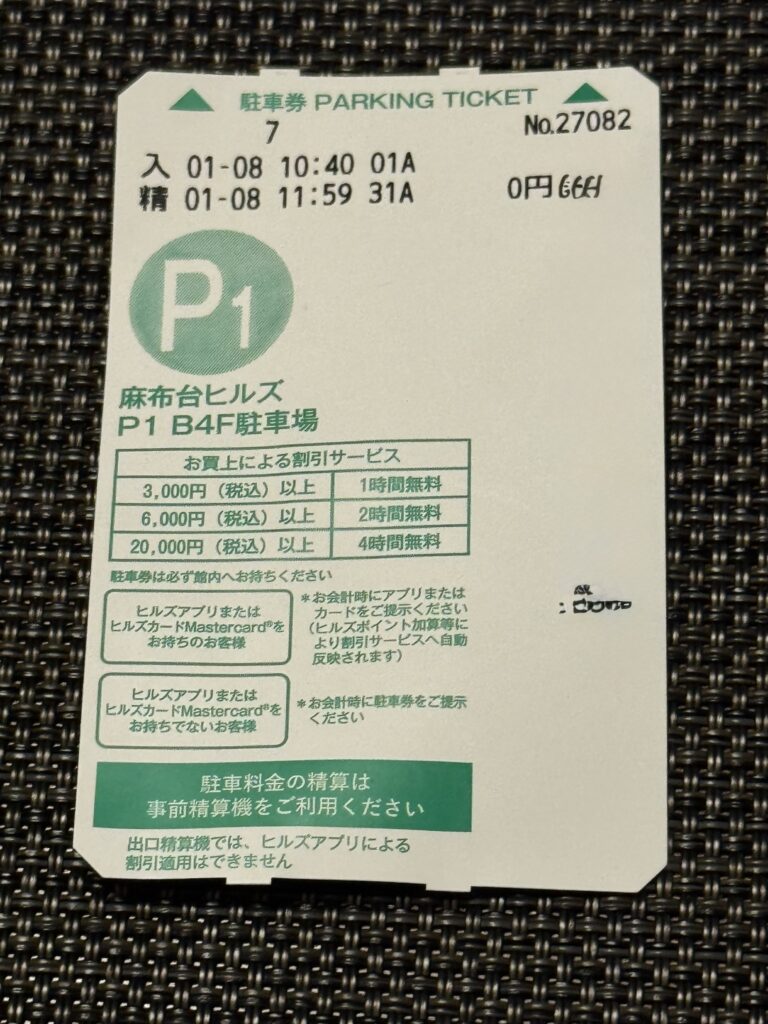 駐車券 PARKING TICKET
7
No.27082
入 01-08 10:40 01A
精 01-08 11:59 31A 0円
P1
麻布台ヒルズ
P1 B4F駐車場
お買上による割引サービス
3,000円（税込）以上 1時間無料
6,000円（税込）以上 2時間無料
20,000円（税込）以上 4時間無料
駐車券は必ず館内へお持ちください
ヒルズアプリまたは
ヒルズカードMastercard®を
お持ちのお客様
＊お会計時にアプリまたは
カードをご提示ください
（ヒルズポイント加算等に
より割引サービスへ自動
反映されます）
ヒルズアプリまたは
ヒルズカードMastercard®を
お持ちでないお客様
＊お会計時に駐車券をご提示
ください
駐車料金の精算は
事前精算機をご利用ください
出口精算機では、ヒルズアプリによる
割引適用はできません